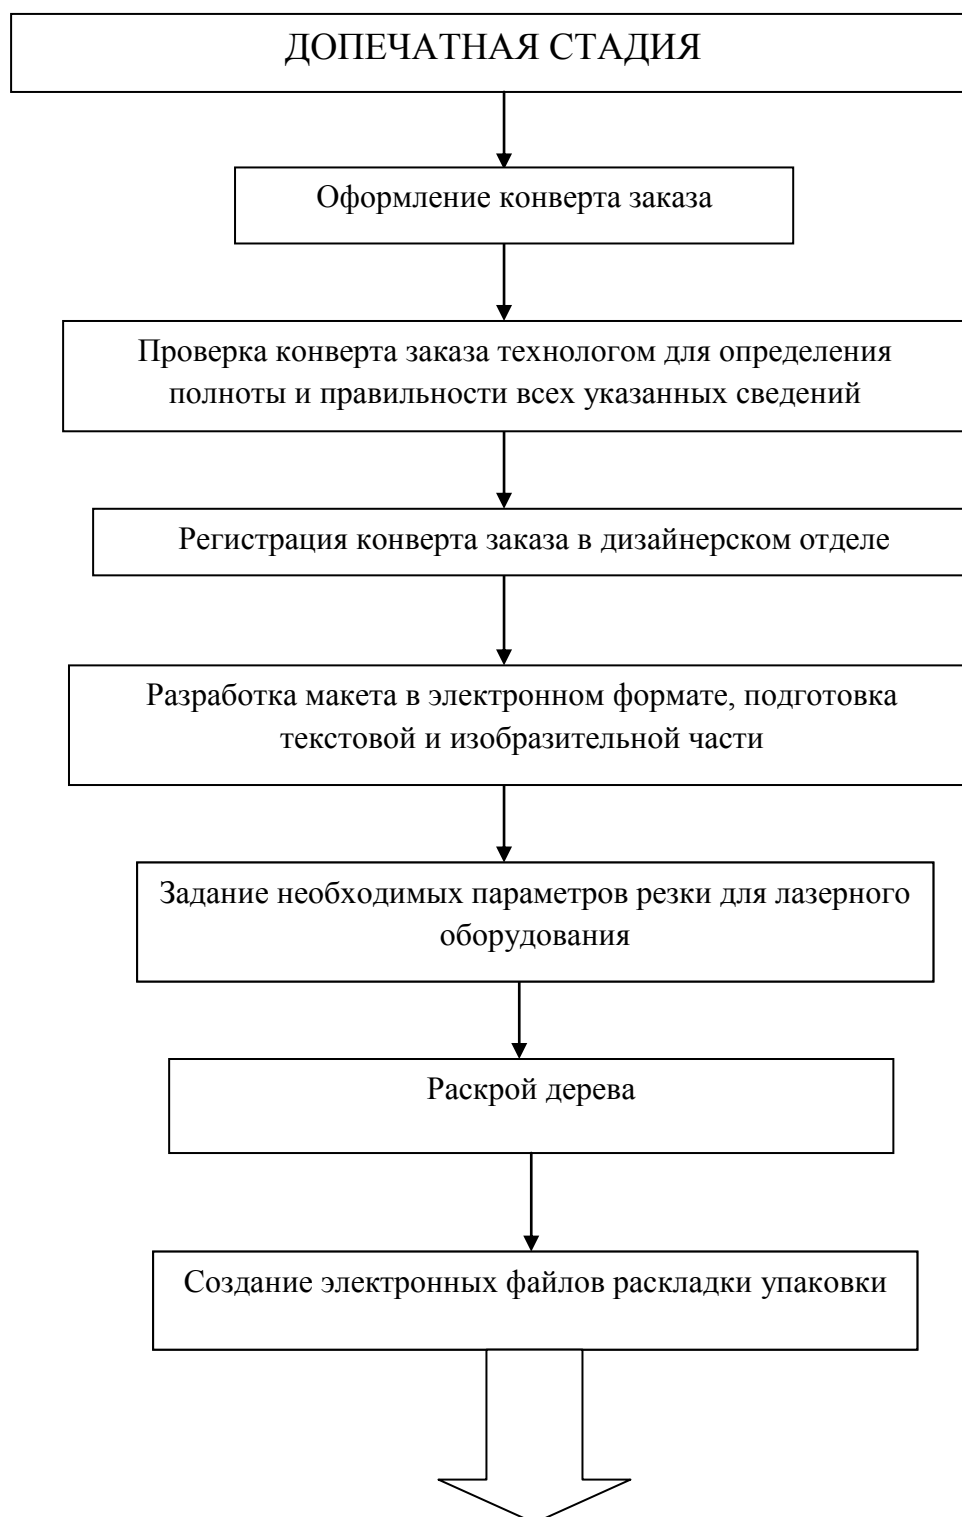 ДОПЕЧАТНАЯ СТАДИЯ
Оформление конверта заказа
Проверка конверта заказа технологом для определения
полноты и правильности всех указанных сведений
Регистрация конверта заказа в дизайнерском отделе
Разработка макета в электронном формате, подготовка
текстовой и изобразительной части
Задание необходимых параметров резки для лазерного
оборудования
Раскрой дерева
Создание электронных файлов раскладки упаковки